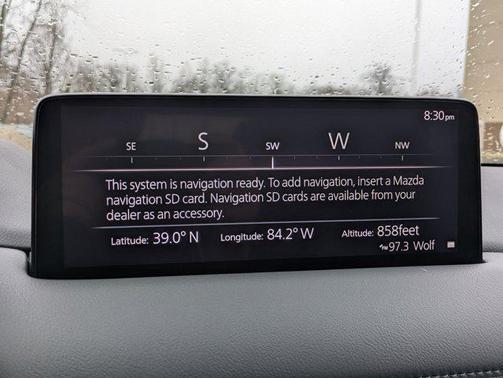 8:30pm
SE S SW W NW
This system is navigation ready. To add navigation, insert a Mazda
navigation SD card. Navigation SD cards are available from your
dealer as an accessory.
Latitude: 39.0° N Longitude: 84.2° W Altitude: 858feet
FM 97.3 Wolf